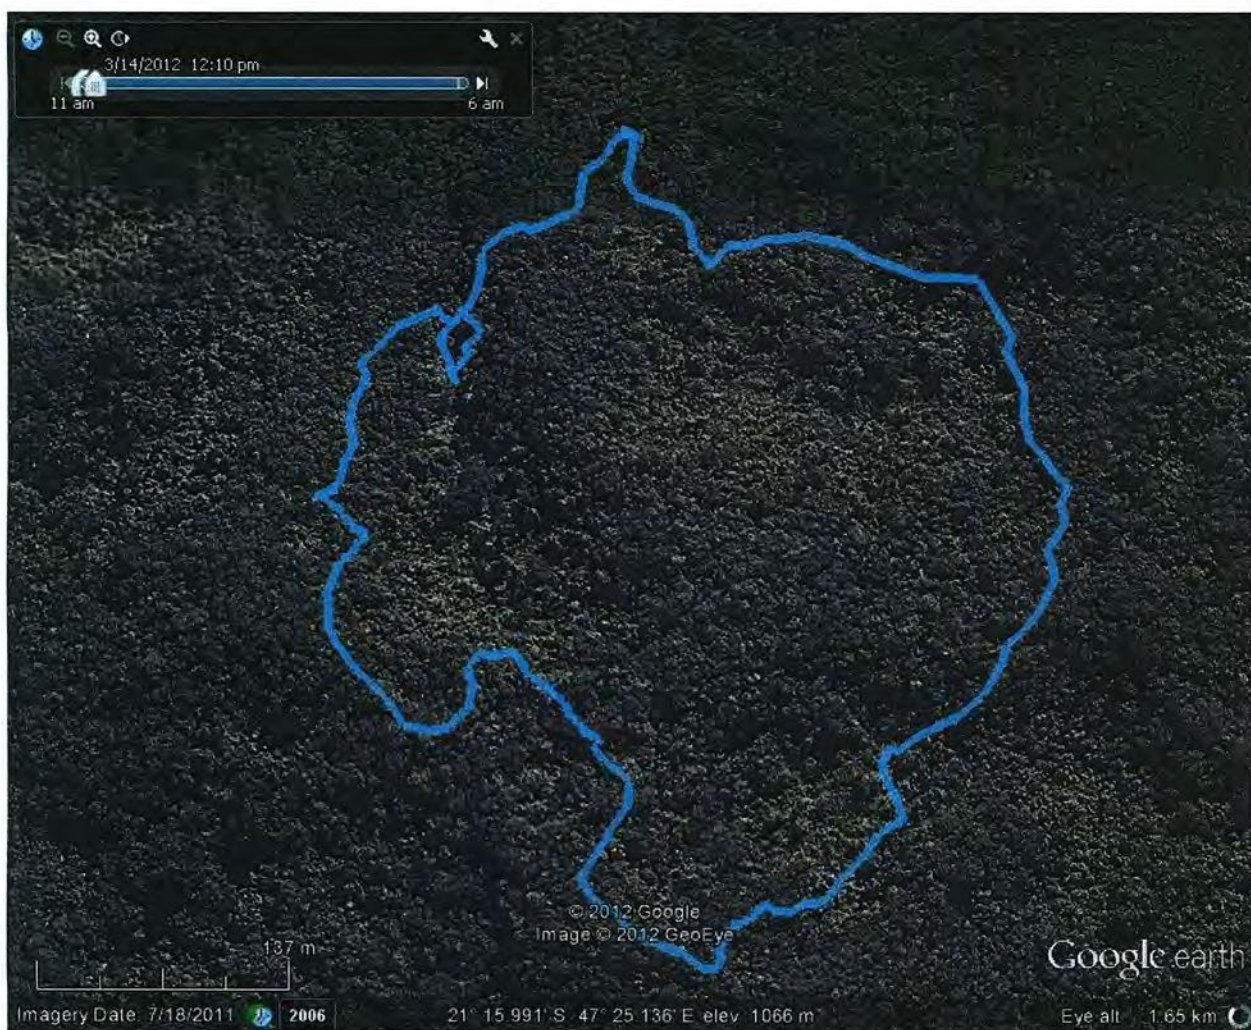 3/14/2012 12:10 pm
11 am 6 am
© 2012 Google
Image © 2012 GeoEye
137 m
Google earth
Imagery Date: 7/18/2011 2006 21° 15.991' S 47° 25.136' E elev 1066 m Eye alt 1.65 km